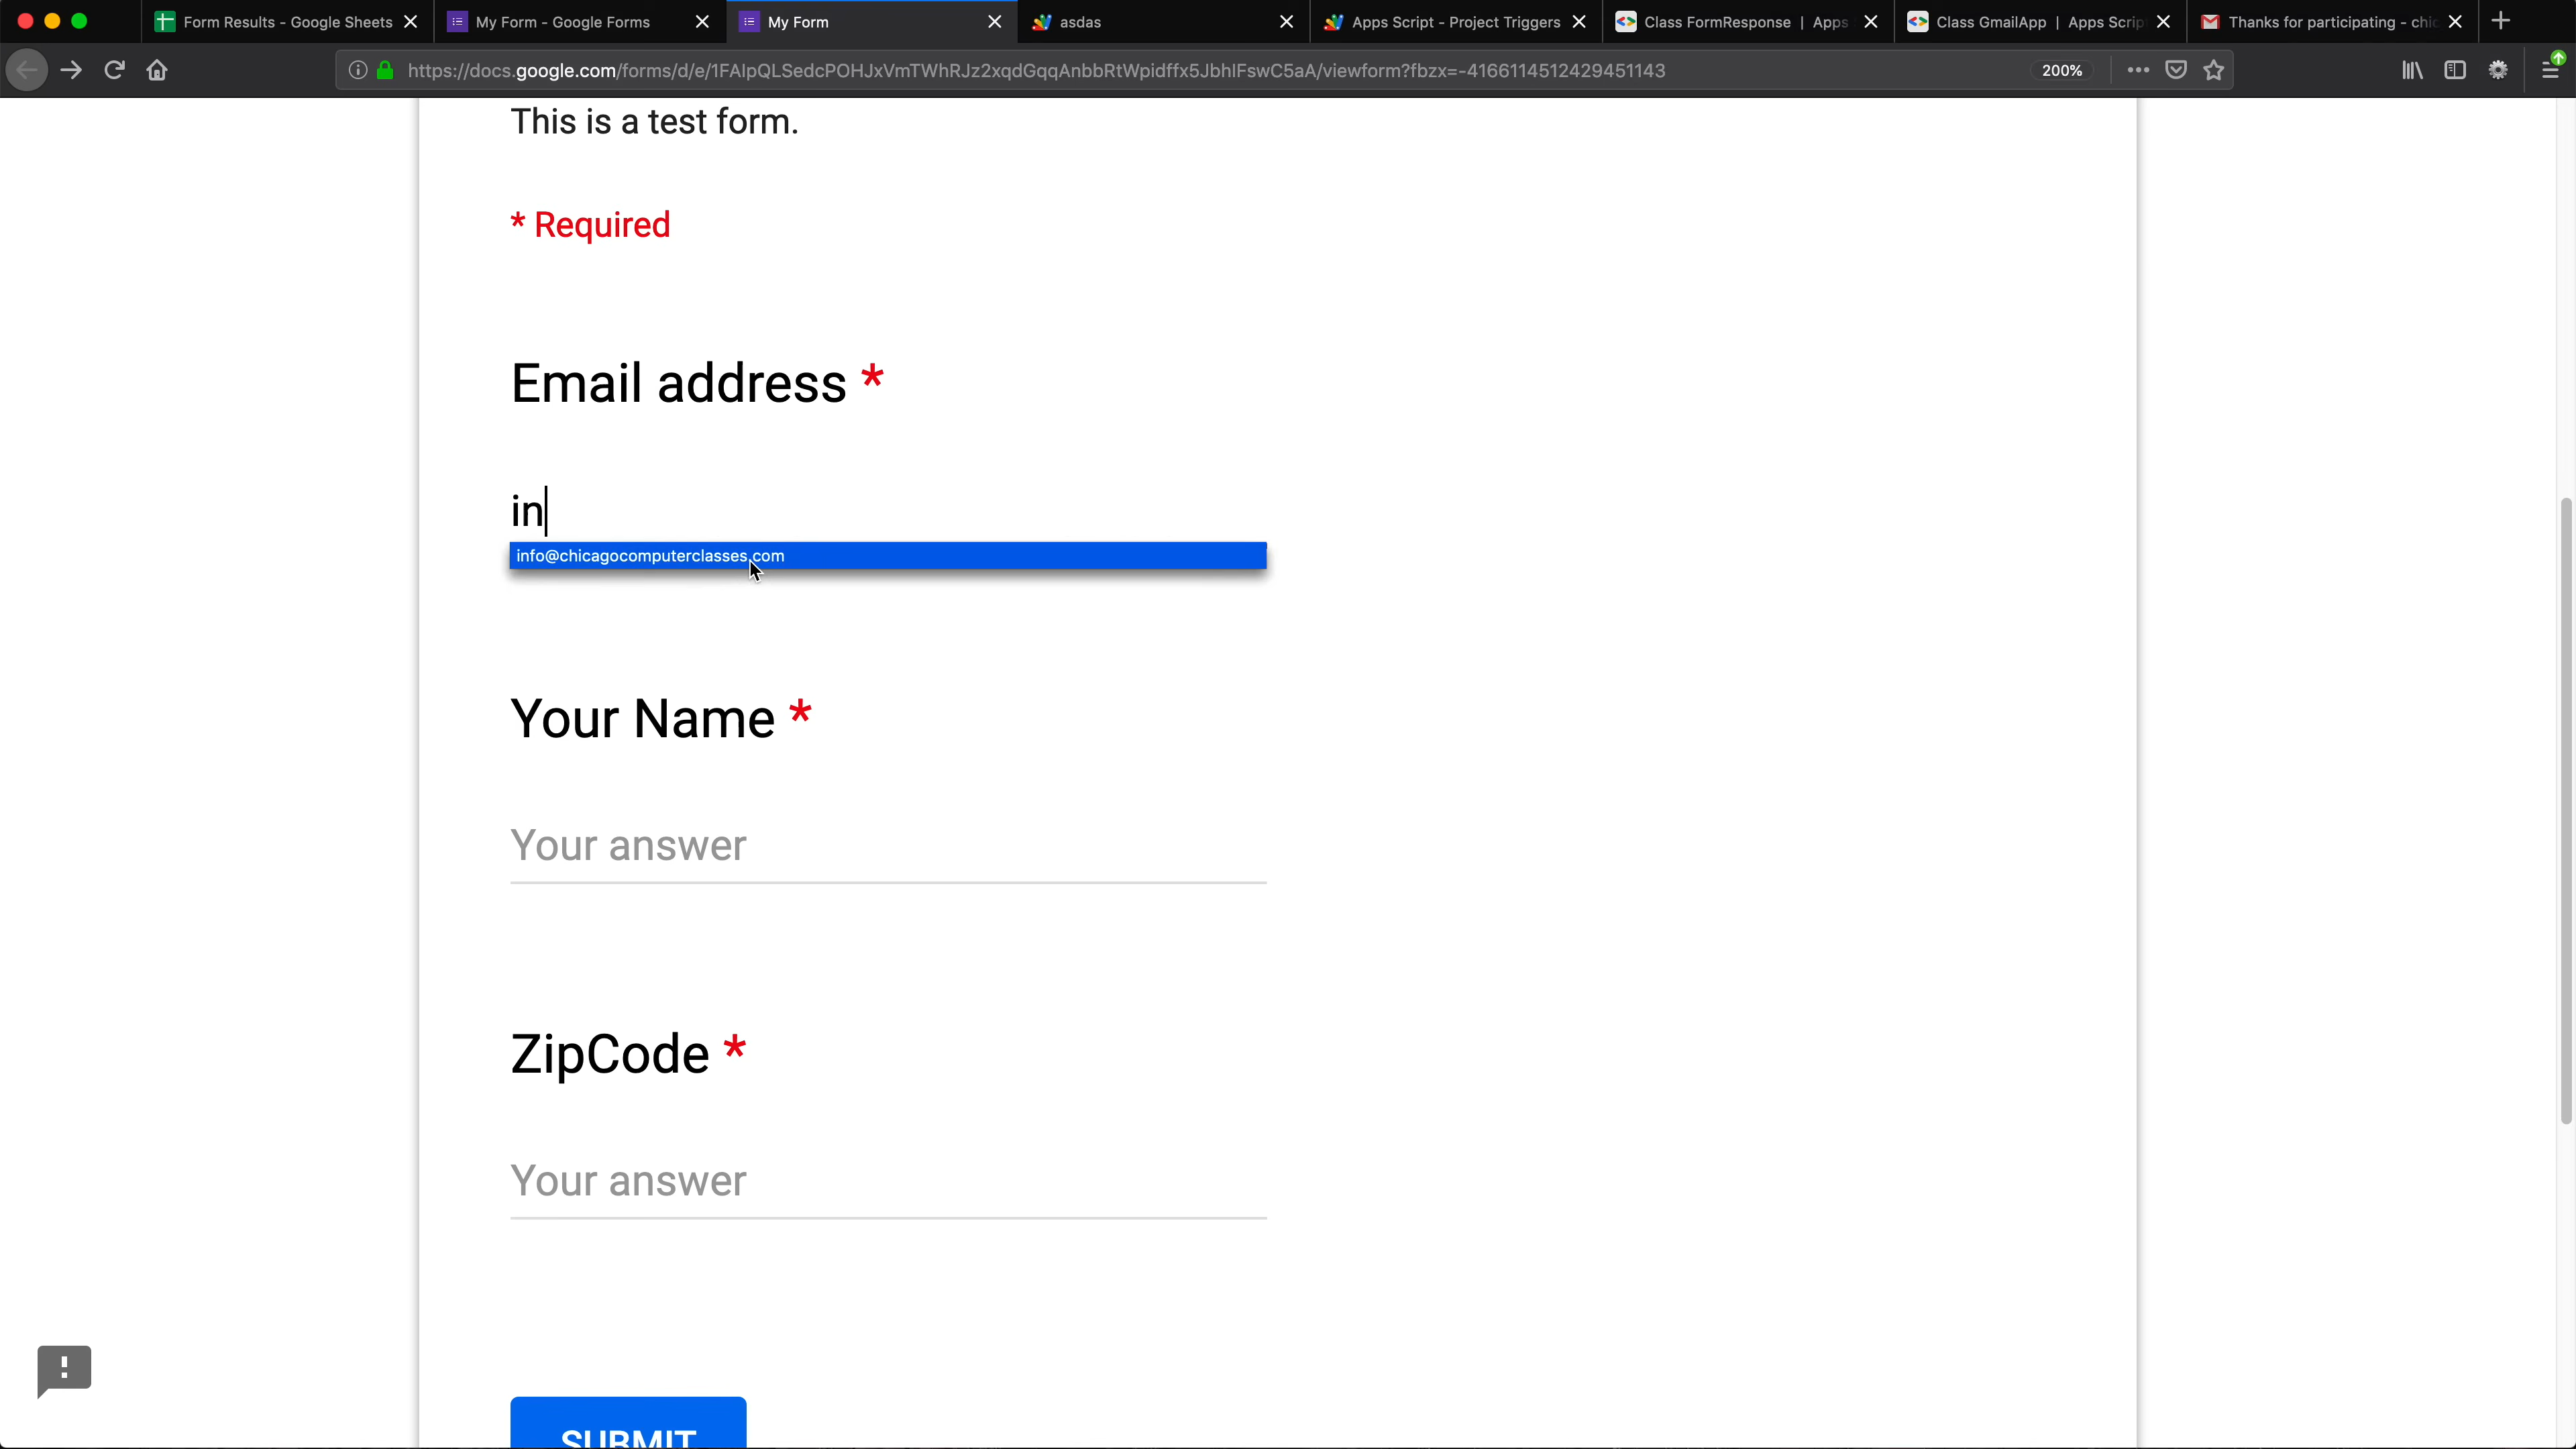 Form Results - Google Sheets
My Form - Google Forms
My Form
asdas
Apps Script - Project Triggers
Class FormResponse | Apps
Class GmailApp | Apps Scrip
Thanks for participating - chic
https://docs.google.com/forms/d/e/1FAIpQLSedcPOHJxVmTWhRJz2xqdGqqAnbbRtWpidffx5JbhIFswC5aA/viewform?fbzx=-4166114512429451143
200%
This is a test form.
* Required
Email address *
in
info@chicagocomputerclasses.com
Your Name *
Your answer
ZipCode *
Your answer
SUBMIT